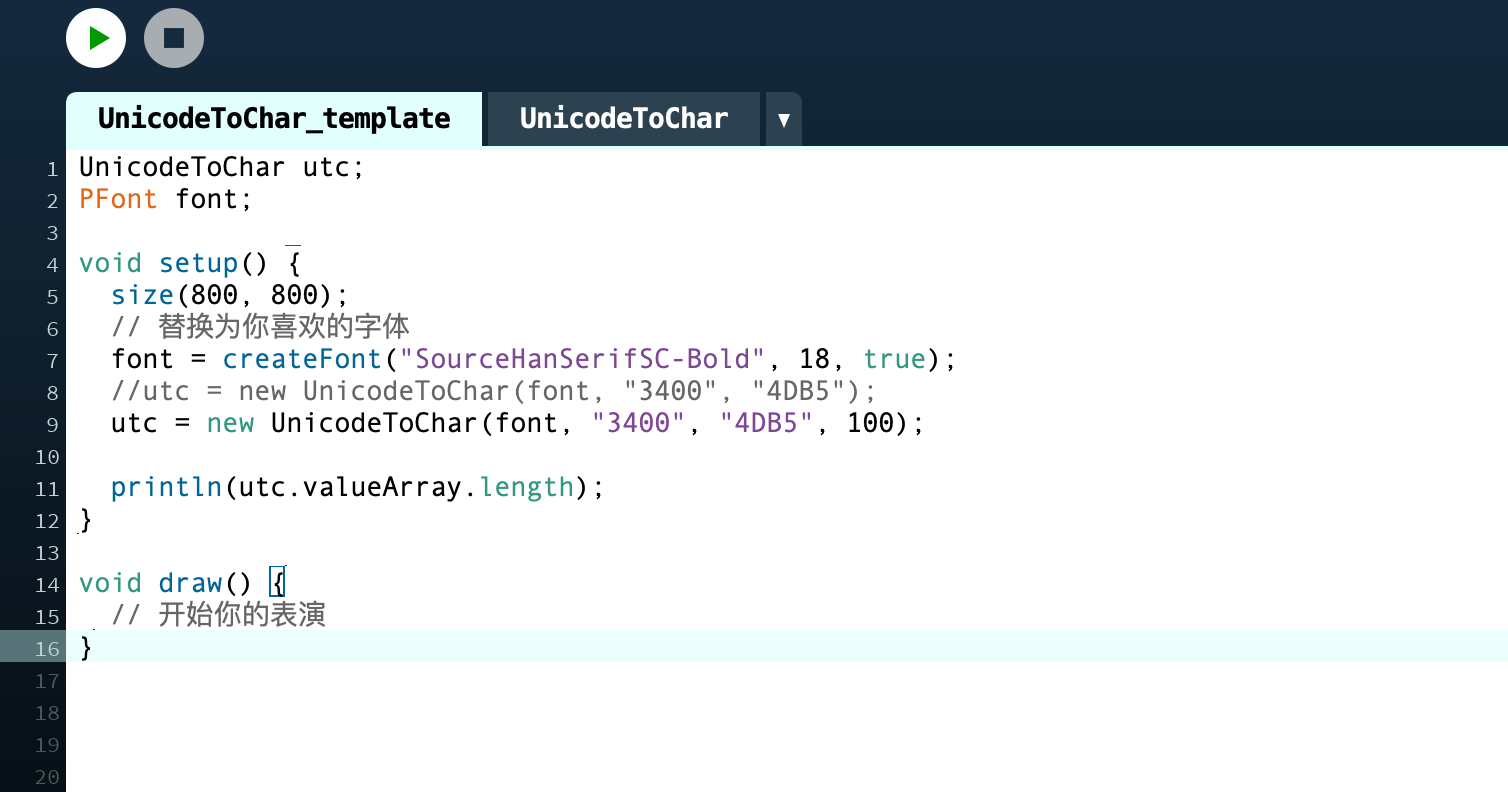 UnicodeToChar_template UnicodeToChar ▼
1 UnicodeToChar utc;
2 PFont font;
3
4 void setup() {
5   size(800, 800);
6   // 替换为你喜欢的字体
7   font = createFont("SourceHanSerifSC-Bold", 18, true);
8   //utc = new UnicodeToChar(font, "3400", "4DB5");
9   utc = new UnicodeToChar(font, "3400", "4DB5", 100);
10
11   println(utc.valueArray.length);
12 }
13
14 void draw() {
15   // 开始你的表演
16 }
17
18
19
20